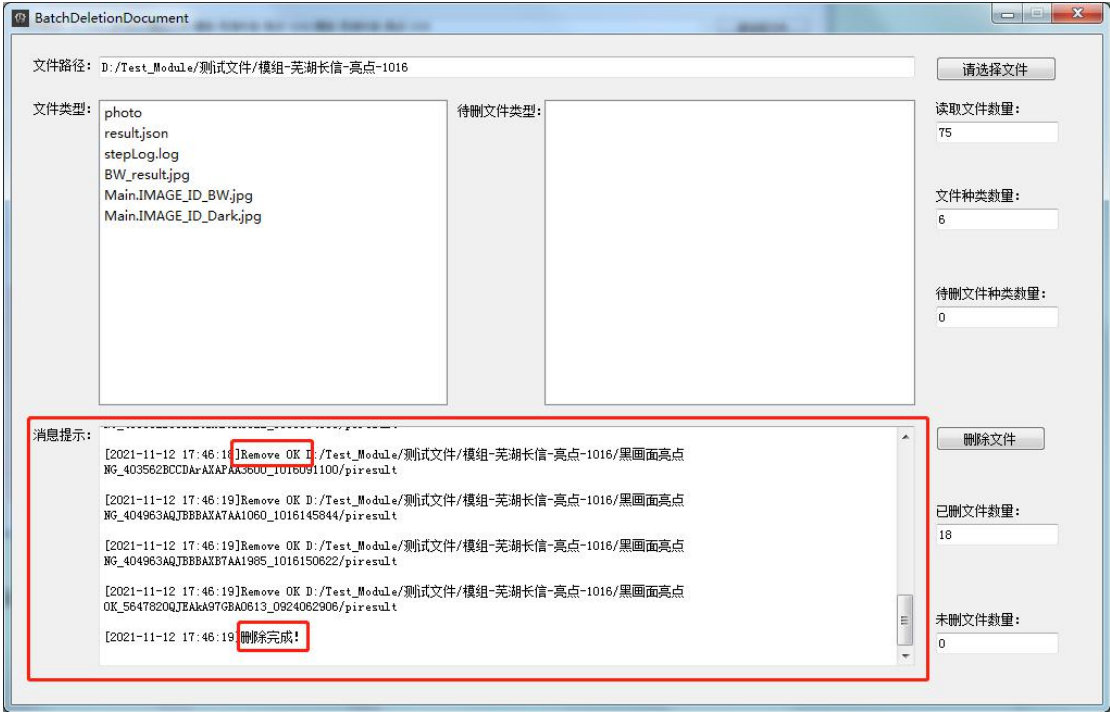 BatchDeletionDocument
文件路径: D:/Test_Module/测试文件/模组-芜湖长信-亮点-1016
请选择文件
文件类型:
photo
result.json
stepLog.log
BW_result.jpg
Main.IMAGE_ID_BW.jpg
Main.IMAGE_ID_Dark.jpg
待删文件类型:
读取文件数量:
75
文件种类数量:
6
待删文件种类数量:
0
消息提示:
[2021-11-12 17:46:18]Remove OK D:/Test_Module/测试文件/模组-芜湖长信-亮点-1016/黑画面亮点
NG_403562BCCDArAXAPAA3600_1016091100/piresult
[2021-11-12 17:46:19]Remove OK D:/Test_Module/测试文件/模组-芜湖长信-亮点-1016/黑画面亮点
NG_404963AQJBBBAXA7AA1060_1016145844/piresult
[2021-11-12 17:46:19]Remove OK D:/Test_Module/测试文件/模组-芜湖长信-亮点-1016/黑画面亮点
NG_404963AQJBBBAXB7AA1985_1016150622/piresult
[2021-11-12 17:46:19]Remove OK D:/Test_Module/测试文件/模组-芜湖长信-亮点-1016/黑画面亮点
OK_5647820QJEAkA97GBA0613_0924062906/piresult
[2021-11-12 17:46:19]删除完成!
删除文件
已删文件数量:
18
未删文件数量:
0